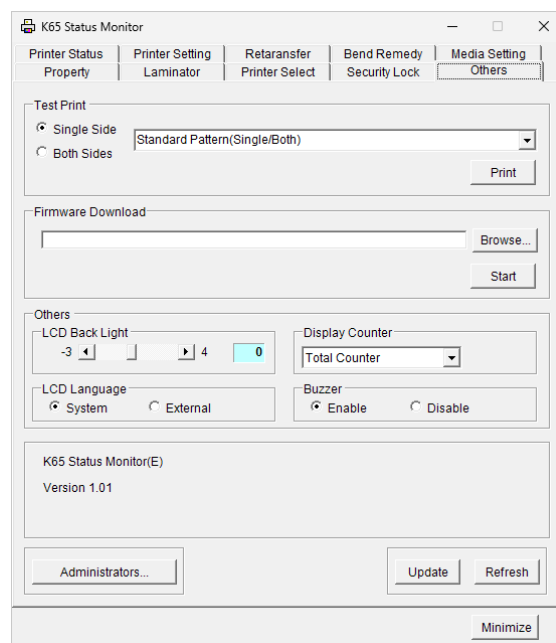 K65 Status Monitor
Printer Status Printer Setting Retaransfer Bend Remedy Media Setting
Property Laminator Printer Select Security Lock Others
Test Print
Single Side
Standard Pattern(Single/Both)
Both Sides
Print
Firmware Download
Browse...
Start
Others
LCD Back Light Display Counter
-3 4 0 Total Counter
LCD Language Buzzer
System External Enable Disable
K65 Status Monitor(E)
Version 1.01
Administrators... Update Refresh
Minimize